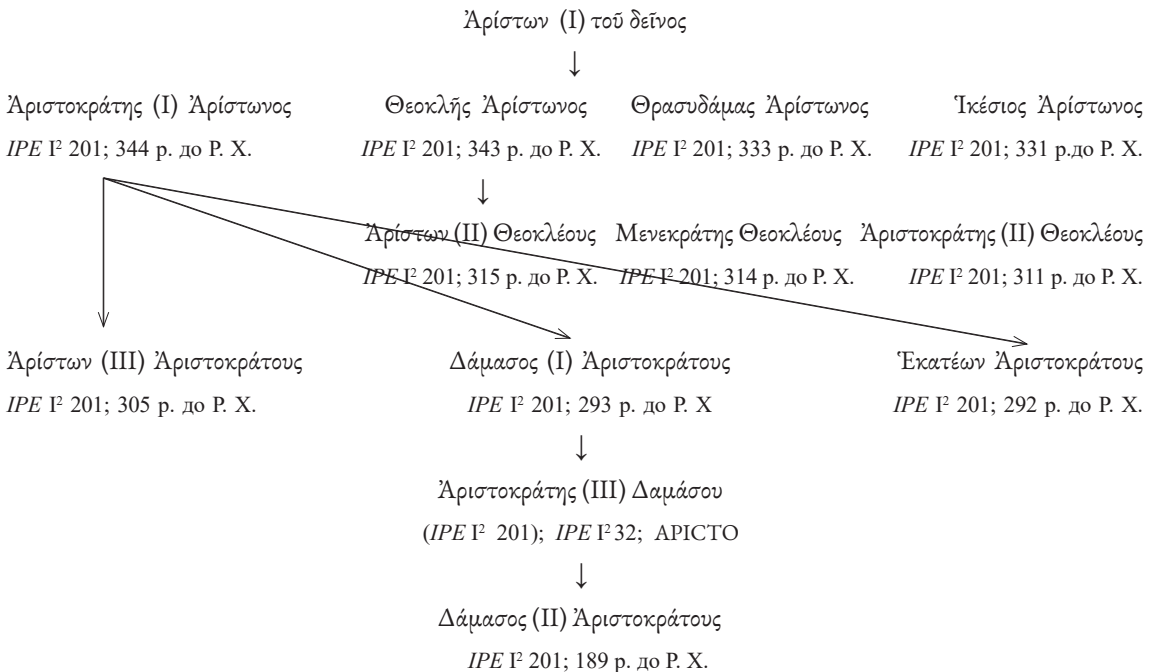 Ἀρίστων (I) τοῦ δεῖνος
↓
Ἀριστοκράτης (I) Ἀρίστωνος Θεοκλῆς Ἀρίστωνος Θρασυδάμας Ἀρίστωνος Ἱκέσιος Ἀρίστωνος
IPE I² 201; 344 р. до Р. Х. IPE I² 201; 343 р. до Р. Х. IPE I² 201; 333 р. до Р. Х. IPE I² 201; 331 р.до Р. Х.
↓
Ἀρίστων (II) Θεοκλέους Μενεκράτης Θεοκλέους Ἀριστοκράτης (II) Θεοκλέους
IPE I² 201; 315 р. до Р. Х. IPE I² 201; 314 р. до Р. Х. IPE I² 201; 311 р. до Р. Х.
Ἀρίστων (III) Ἀριστοκράτους Δάμασος (I) Ἀριστοκράτους Ἑκατέων Ἀριστοκράτους
IPE I² 201; 305 р. до Р. Х. IPE I² 201; 293 р. до Р. Х IPE I² 201; 292 р. до Р. Х.
↓
Ἀριστοκράτης (III) Δαμάσου
(IPE I² 201); IPE I² 32; ΑΡΙСΤΟ
↓
Δάμασος (II) Ἀριστοκράτους
IPE I² 201; 189 р. до Р. Х.